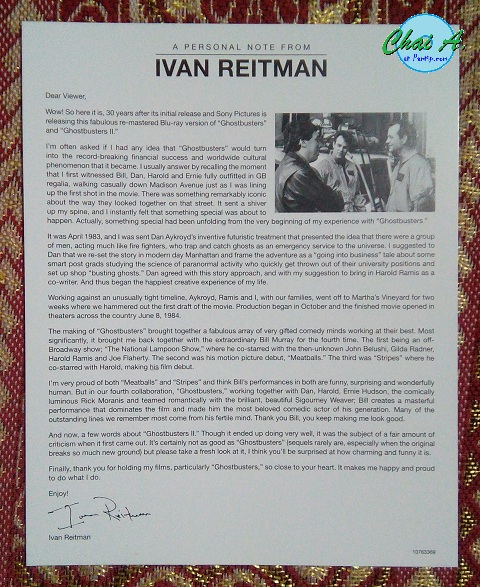 Chai A.
at Pantip.com
A PERSONAL NOTE FROM
IVAN REITMAN
Dear Viewer,
Wow! So here it is, 30 years after its initial release and Sony Pictures is
releasing this fabulous re-mastered Blu-ray version of "Ghostbusters"
and "Ghostbusters II."
I'm often asked if I had any idea that "Ghostbusters" would turn
into the record-breaking financial success and worldwide cultural
phenomenon that it became. I usually answer by recalling the moment
that I first witnessed Bill, Dan, Harold and Ernie fully outfitted in GB
regalia, walking casually down Madison Avenue just as I was lining
up the first shot in the movie. There was something remarkably iconic
about the way they looked together on that street. It sent a shiver
up my spine, and I instantly felt that something special was about to
happen. Actually, something special had been unfolding from the very beginning of my experience with "Ghostbusters."
It was April 1983, and I was sent Dan Aykroyd's inventive futuristic treatment that presented the idea that there were a group
of men, acting much like fire fighters, who trap and catch ghosts as an emergency service to the universe. I suggested to
Dan that we re-set the story in modern day Manhattan and frame the adventure as a "going into business" tale about some
smart post grads studying the science of paranormal activity who quickly get thrown out of their university positions and
set up shop "busting ghosts." Dan agreed with this story approach, and with my suggestion to bring in Harold Ramis as a
co-writer. And thus began the happiest creative experience of my life.
Working against an unusually tight timeline, Aykroyd, Ramis and I, with our families, went off to Martha's Vineyard for two
weeks where we hammered out the first draft of the movie. Production began in October and the finished movie opened in
theaters across the country June 8, 1984.
The making of "Ghostbusters" brought together a fabulous array of very gifted comedy minds working at their best. Most
significantly, it brought me back together with the extraordinary Bill Murray for the fourth time. The first being an off-
Broadway show; "The National Lampoon Show," where he co-starred with the then-unknown John Belushi, Gilda Radner,
Harold Ramis and Joe Flaherty. The second was his motion picture debut, "Meatballs." The third was "Stripes" where he
co-starred with Harold, making his film debut.
I'm very proud of both "Meatballs" and "Stripes" and think Bill's performances in both are funny, surprising and wonderfully
human. But in our fourth collaboration, "Ghostbusters," working together with Dan, Harold, Ernie Hudson, the comically
luminous Rick Moranis and teamed romantically with the brilliant, beautiful Sigourney Weaver; Bill creates a masterful
performance that dominates the film and made him the most beloved comedic actor of his generation. Many of the
outstanding lines we remember most come from his fertile mind. Thank you Bill, you keep making me look good.
And now, a few words about "Ghostbusters II." Though it ended up doing very well, it was the subject of a fair amount of
criticism when it first came out. It's certainly not as good as "Ghostbusters" (sequels rarely are, especially when the original
breaks so much new ground) but please take a fresh look at it, I think you'll be surprised at how charming and funny it is.
Finally, thank you for holding my films, particularly "Ghostbusters," so close to your heart. It makes me happy and proud
to do what I do.
Enjoy!
Ivan Reitman
Ivan Reitman
10763369